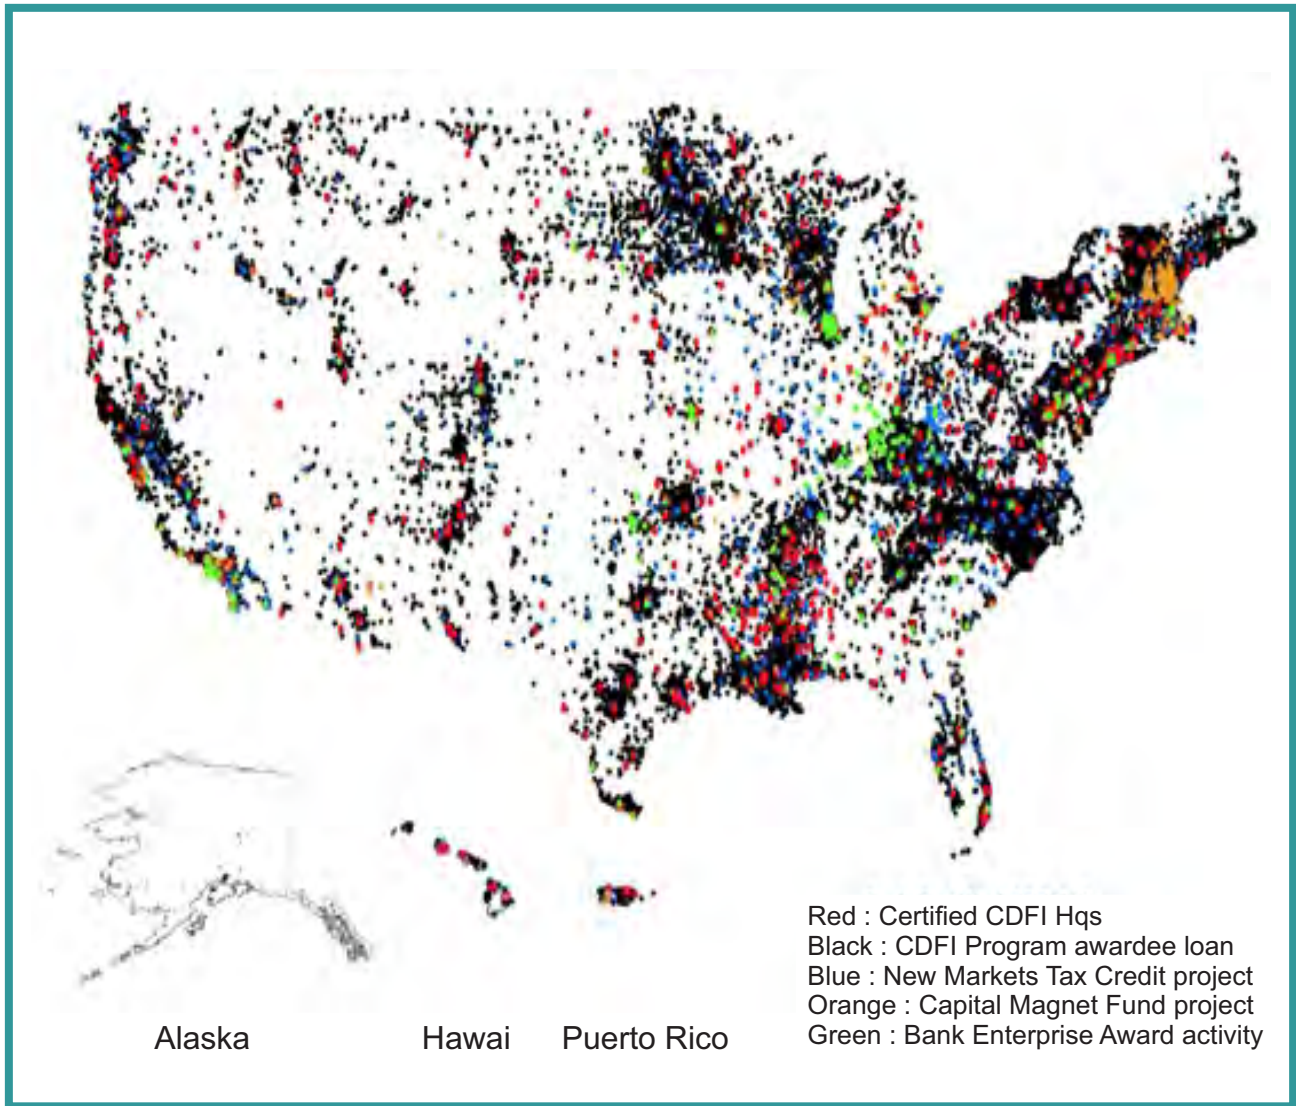 Red : Certified CDFI Hqs
Black : CDFI Program awardee loan
Blue : New Markets Tax Credit project
Orange : Capital Magnet Fund project
Green : Bank Enterprise Award activity
Alaska
Hawai
Puerto Rico